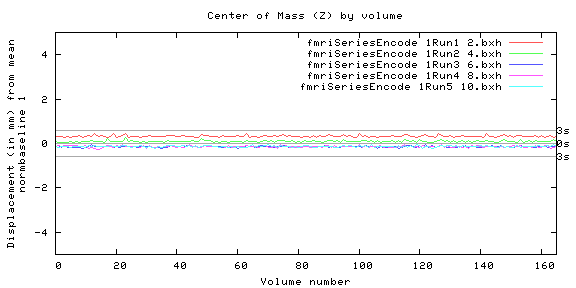 Center of Mass (Z) by volume
fmriSeriesEncode 1Run1 2.bxh
fmriSeriesEncode 1Run2 4.bxh
fmriSeriesEncode 1Run3 6.bxh
fmriSeriesEncode 1Run4 8.bxh
fmriSeriesEncode 1Run5 10.bxh
Displacement (in mm) from mean
normbaseline 1
4
2
0
-2
-4
3s
0s
3s
0 20 40 60 80 100 120 140 160
Volume number